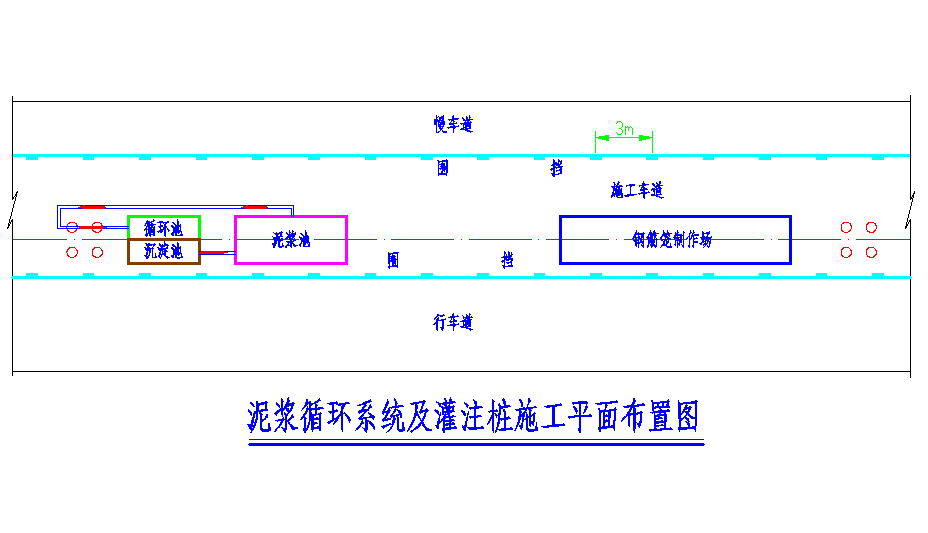 慢车道
3m
围 挡
施工车道
循环池
沉淀池
泥浆池
钢筋笼制作场
围 挡
行车道
泥浆循环系统及灌注桩施工平面布置图